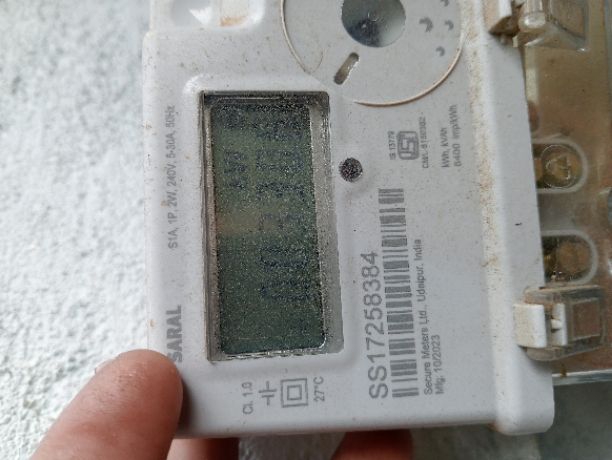 SARAL
S1A, 1P, 2W, 240V, 5-30A, 50Hz
IS 13779
kWh, kVAh
6400 imp/kWh
SS17258384
Secure Meters Ltd., Udaipur, India
Mfg: 10/2023
CL 1.0
27°C